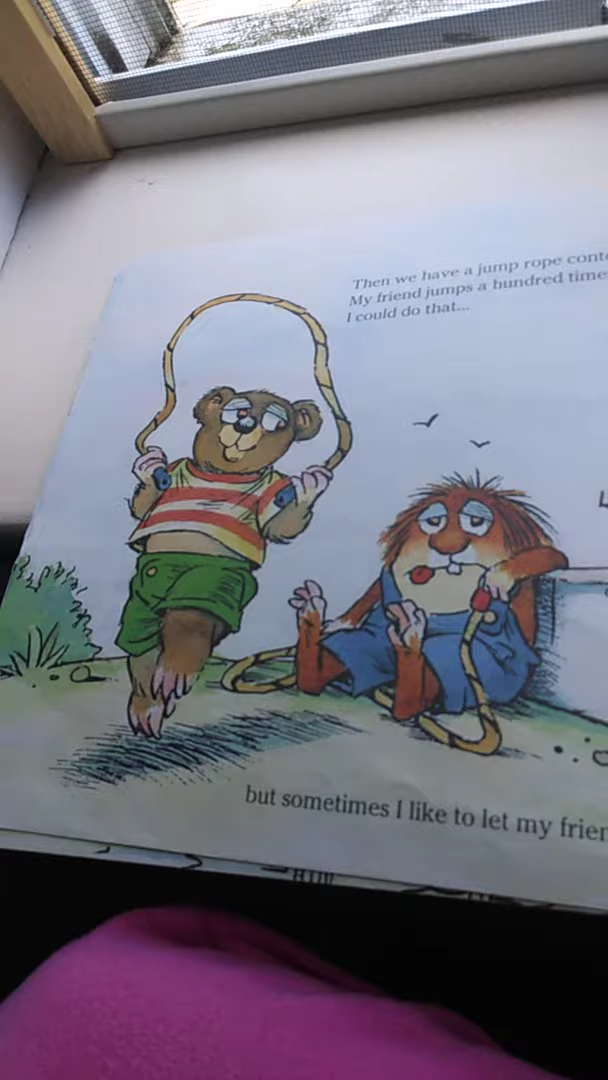 Then we have a jump rope
My friend jumps a hundred
I could do that...
but sometimes I like to let my